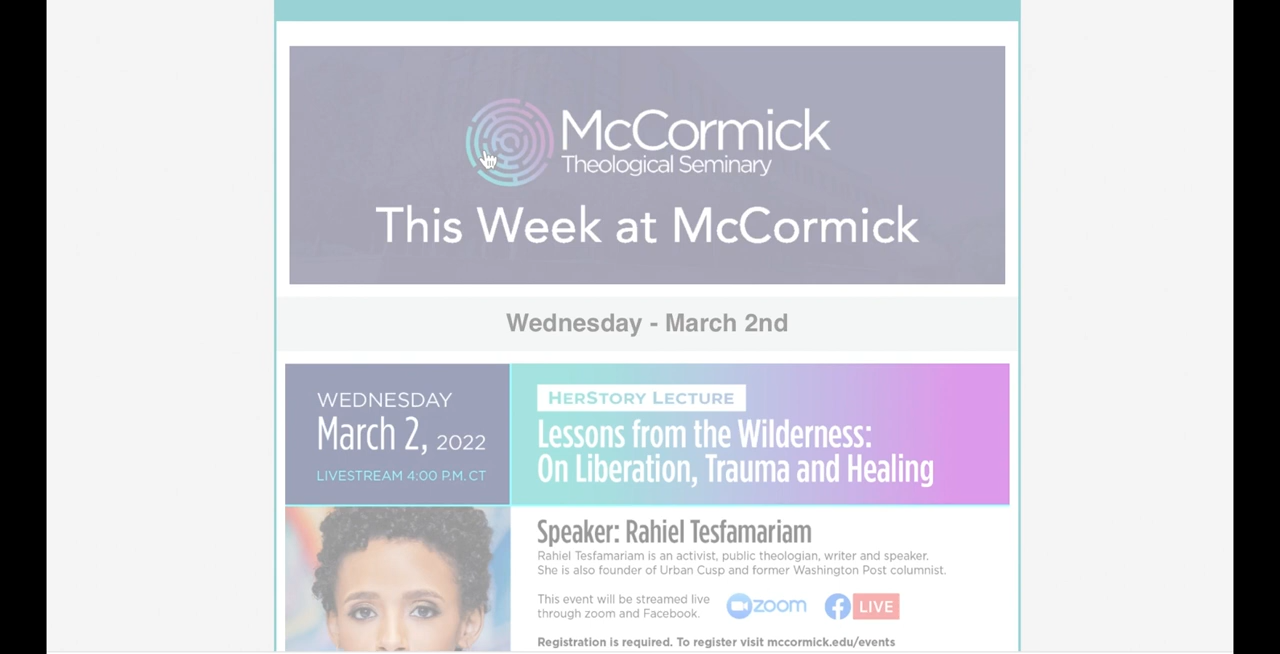 McCormick
Theological Seminary
This Week at McCormick
Wednesday - March 2nd
WEDNESDAY
March 2, 2022
LIVESTREAM 4:00 P.M. CT
HERSTORY LECTURE
Lessons from the Wilderness:
On Liberation, Trauma and Healing
Speaker: Rahiel Tesfamariam
Rahiel Tesfamariam is an activist, public theologian, writer and speaker.
She is also founder of Urban Cusp and former Washington Post columnist.
This event will be streamed live
through zoom and Facebook.
zoom
LIVE
Registration is required. To register visit mccormick.edu/events